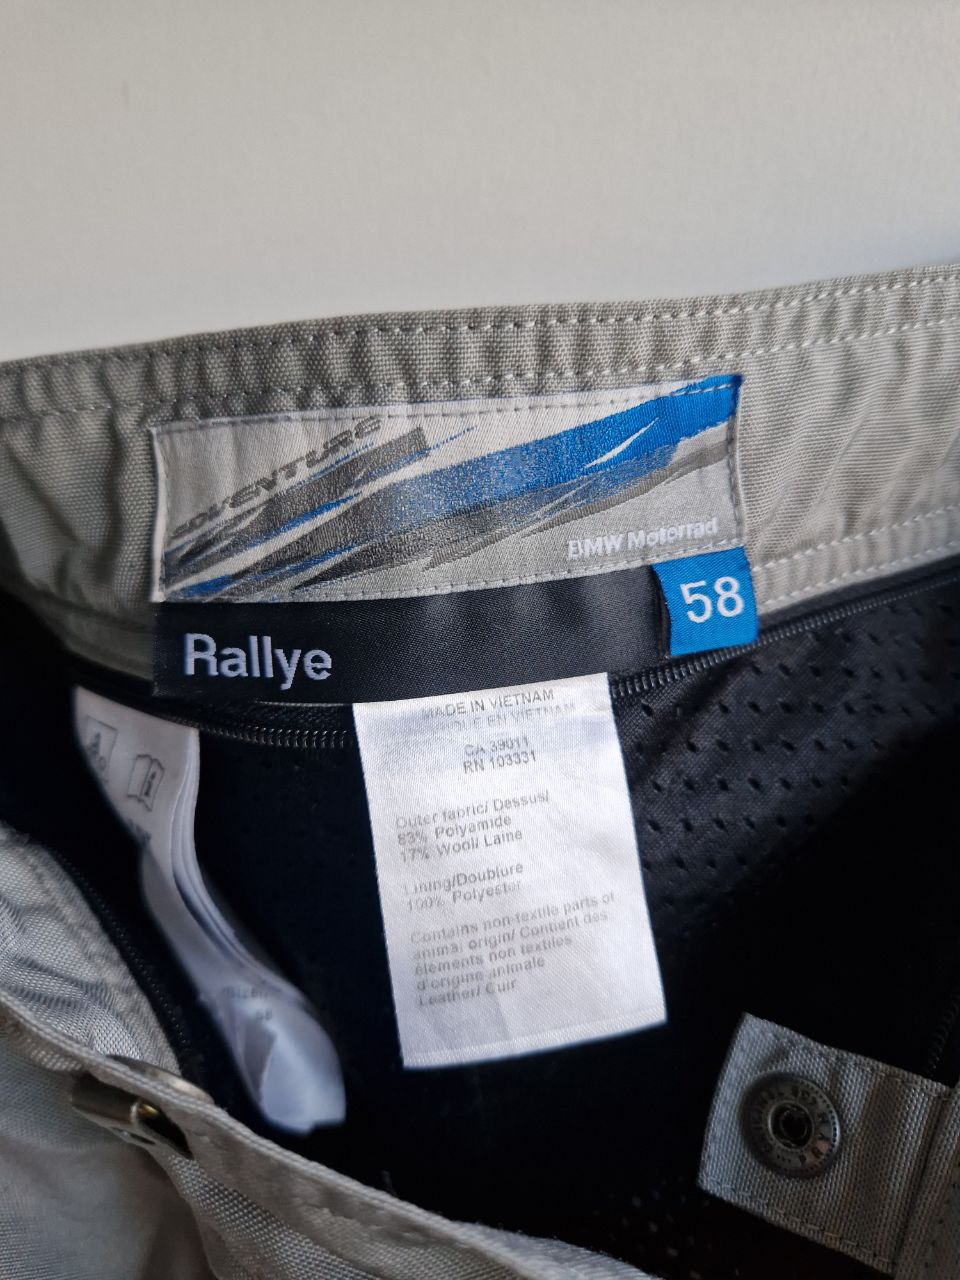 ADVENTURE
BMW Motorrad
58
Rallye
MADE IN VIETNAM
EN VIETNAM
CA 39011
RN 103331
Outer fabric/ Dessus/
83% Polyamide
17% Wool/ Laine
Lining/Doublure
100% Polyester
Contains non-textile parts of
animal origin/ Contient des
éléments non textiles
d'origine animale
Leather/ Cuir